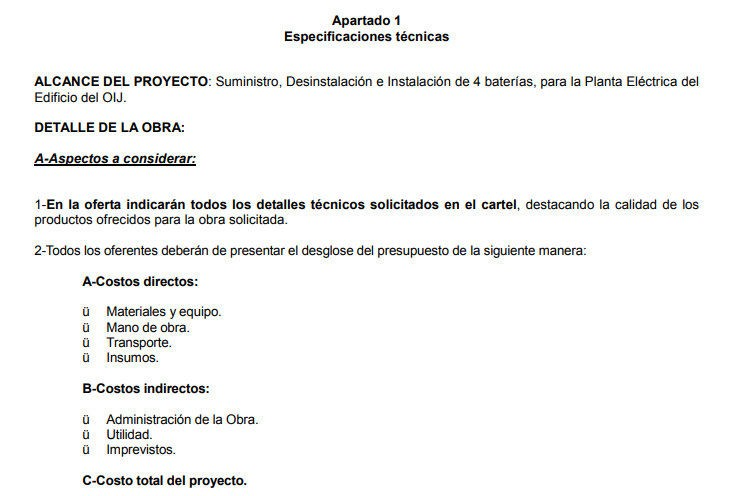 Apartado 1
Especificaciones técnicas
ALCANCE DEL PROYECTO: Suministro, Desinstalación e Instalación de 4 baterías, para la Planta Eléctrica del
Edificio del OIJ.
DETALLE DE LA OBRA:
A-Aspectos a considerar:
1-En la oferta indicarán todos los detalles técnicos solicitados en el cartel, destacando la calidad de los
productos ofrecidos para la obra solicitada.
2-Todos los oferentes deberán de presentar el desglose del presupuesto de la siguiente manera:
A-Costos directos:
ü Materiales y equipo.
ü Mano de obra.
ü Transporte.
ü Insumos.
B-Costos indirectos:
ü Administración de la Obra.
ü Utilidad.
ü Imprevistos.
C-Costo total del proyecto.